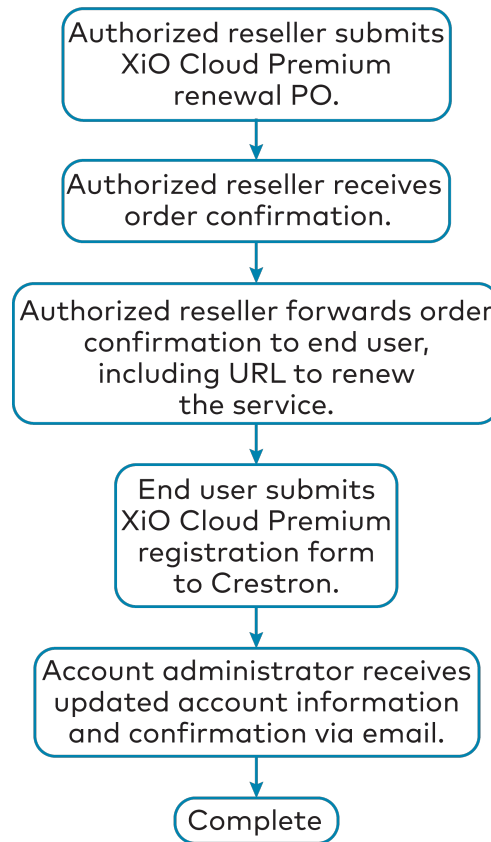 Authorized reseller submits
XiO Cloud Premium
renewal PO.
Authorized reseller receives
order confirmation.
Authorized reseller forwards order
confirmation to end user,
including URL to renew
the service.
End user submits
XiO Cloud Premium
registration form
to Crestron.
Account administrator receives
updated account information
and confirmation via email.
Complete